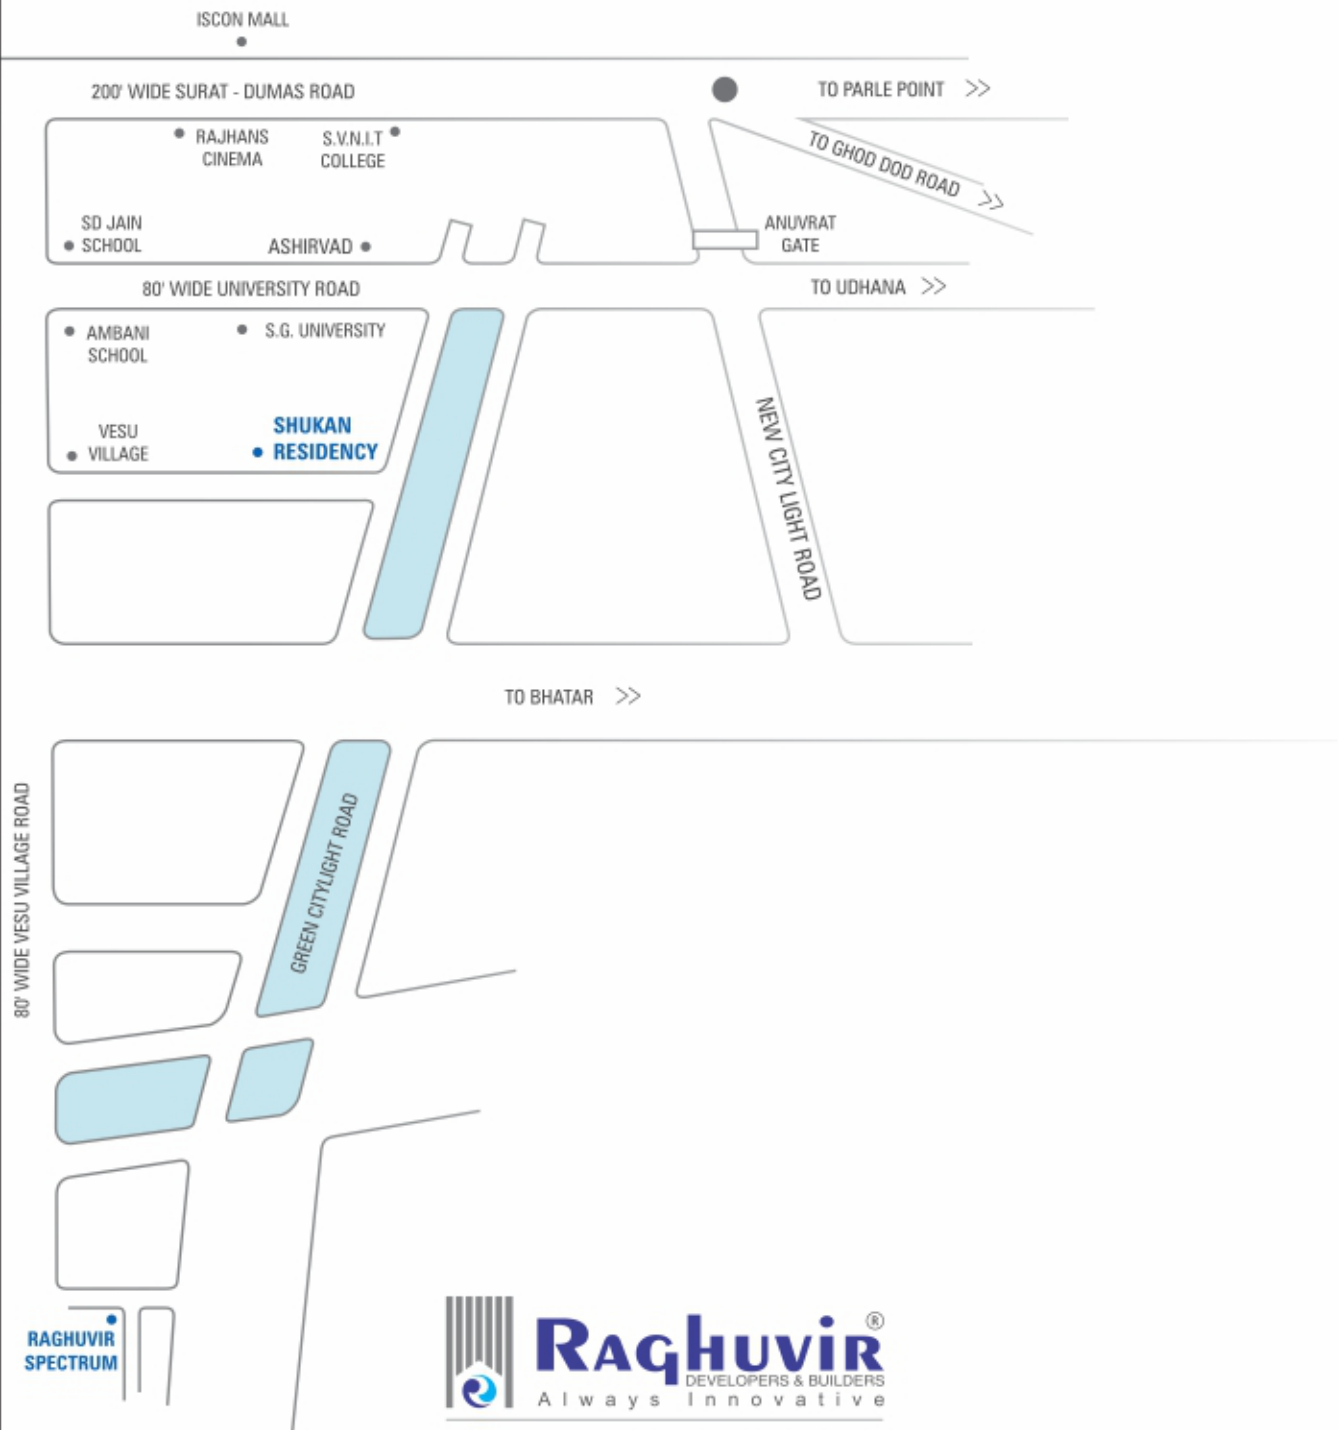 ISCON MALL
200' WIDE SURAT - DUMAS ROAD
TO PARLE POINT >>
RAJHANS
CINEMA
S.V.N.I.T
COLLEGE
TO GHOD DOD ROAD >>
SD JAIN
SCHOOL
ASHIRVAD
ANUVRAT
GATE
80' WIDE UNIVERSITY ROAD
TO UDHANA >>
AMBANI
SCHOOL
S.G. UNIVERSITY
VESU
VILLAGE
SHUKAN
RESIDENCY
NEW CITY LIGHT ROAD
TO BHATAR >>
80' WIDE VESU VILLAGE ROAD
GREEN CITYLIGHT ROAD
RAGHUVIR
SPECTRUM
RAGHUVIR®
DEVELOPERS & BUILDERS
Always Innovative